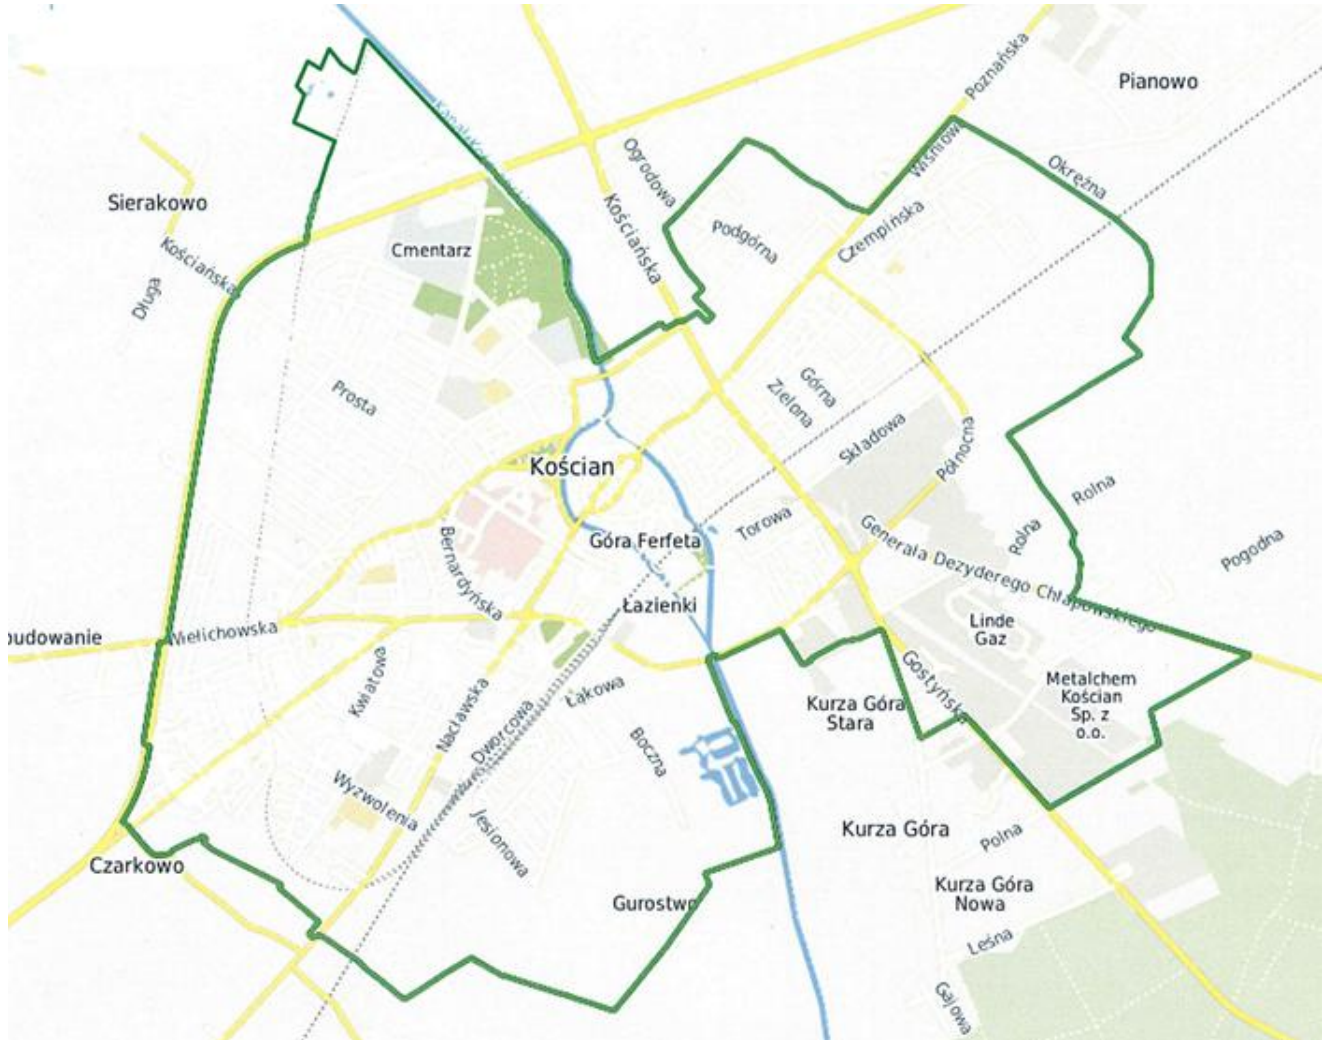 Pianowo
Poznańska
Ogrodowa
Wiśniowa
Okrężna
Sierakowo
Kościańska
Podgórna
Czempińska
Kościańska
Cmentarz
Długa
Prosta
Górna
Zielona
Składowa
Północna
Kościan
Rolna
Rolna
Torowa
Góra Ferfeta
Generała Dezyderego Chłapowskiego
Pogodna
Bernardyńska
Łazienki
Linde
Gaz
budowanie
Wielichowska
Kwiatowa
Nacławska
Dworcowa
Łąkowa
Boczna
Kurza Góra
Stara
Gostyńska
Metalchem
Kościan
Sp. z
o.o.
Wyzwolenia
Jesionowa
Kurza Góra
Polna
Czarkowo
Gurostwo
Kurza Góra
Nowa
Leśna
Gajowa